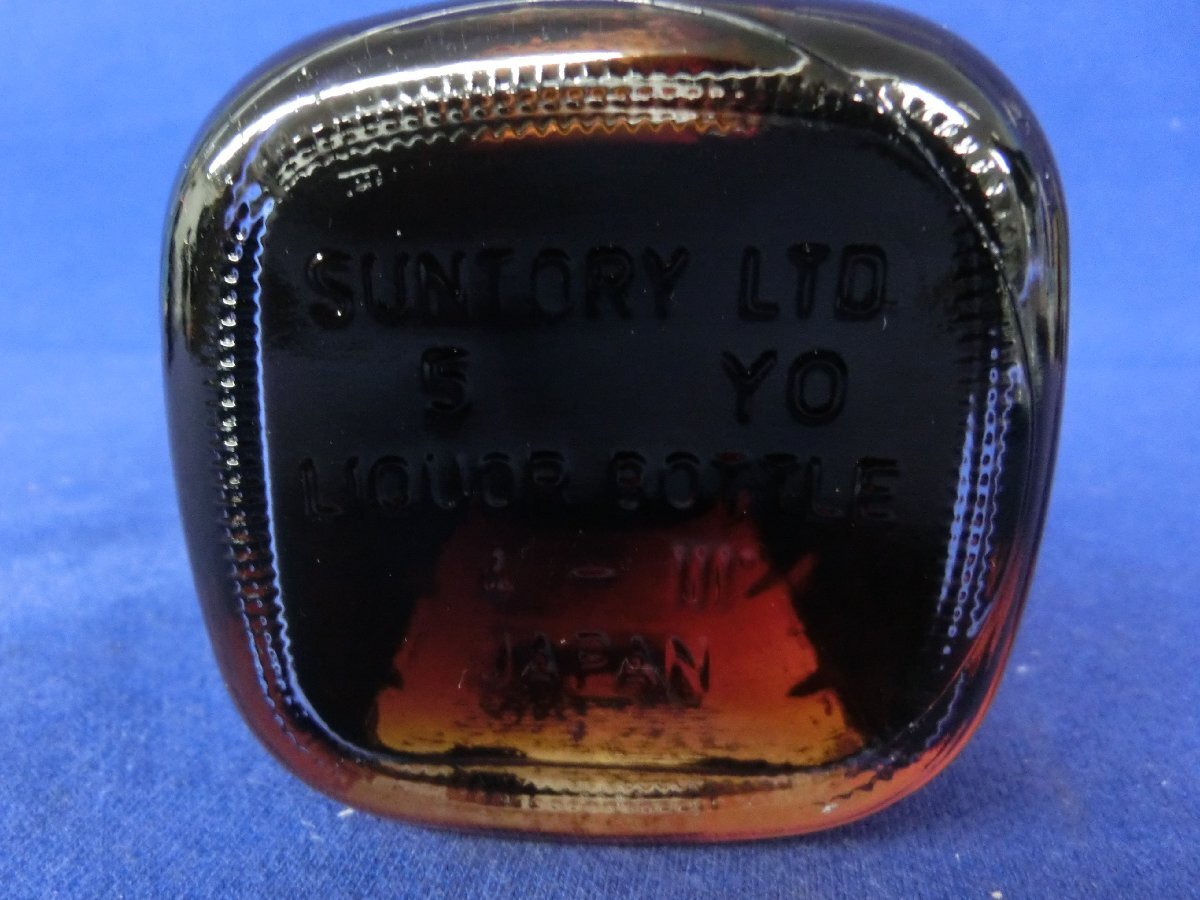 SUNTORY LTD
5 YO
LIQUOR BOTTLE
JAPAN